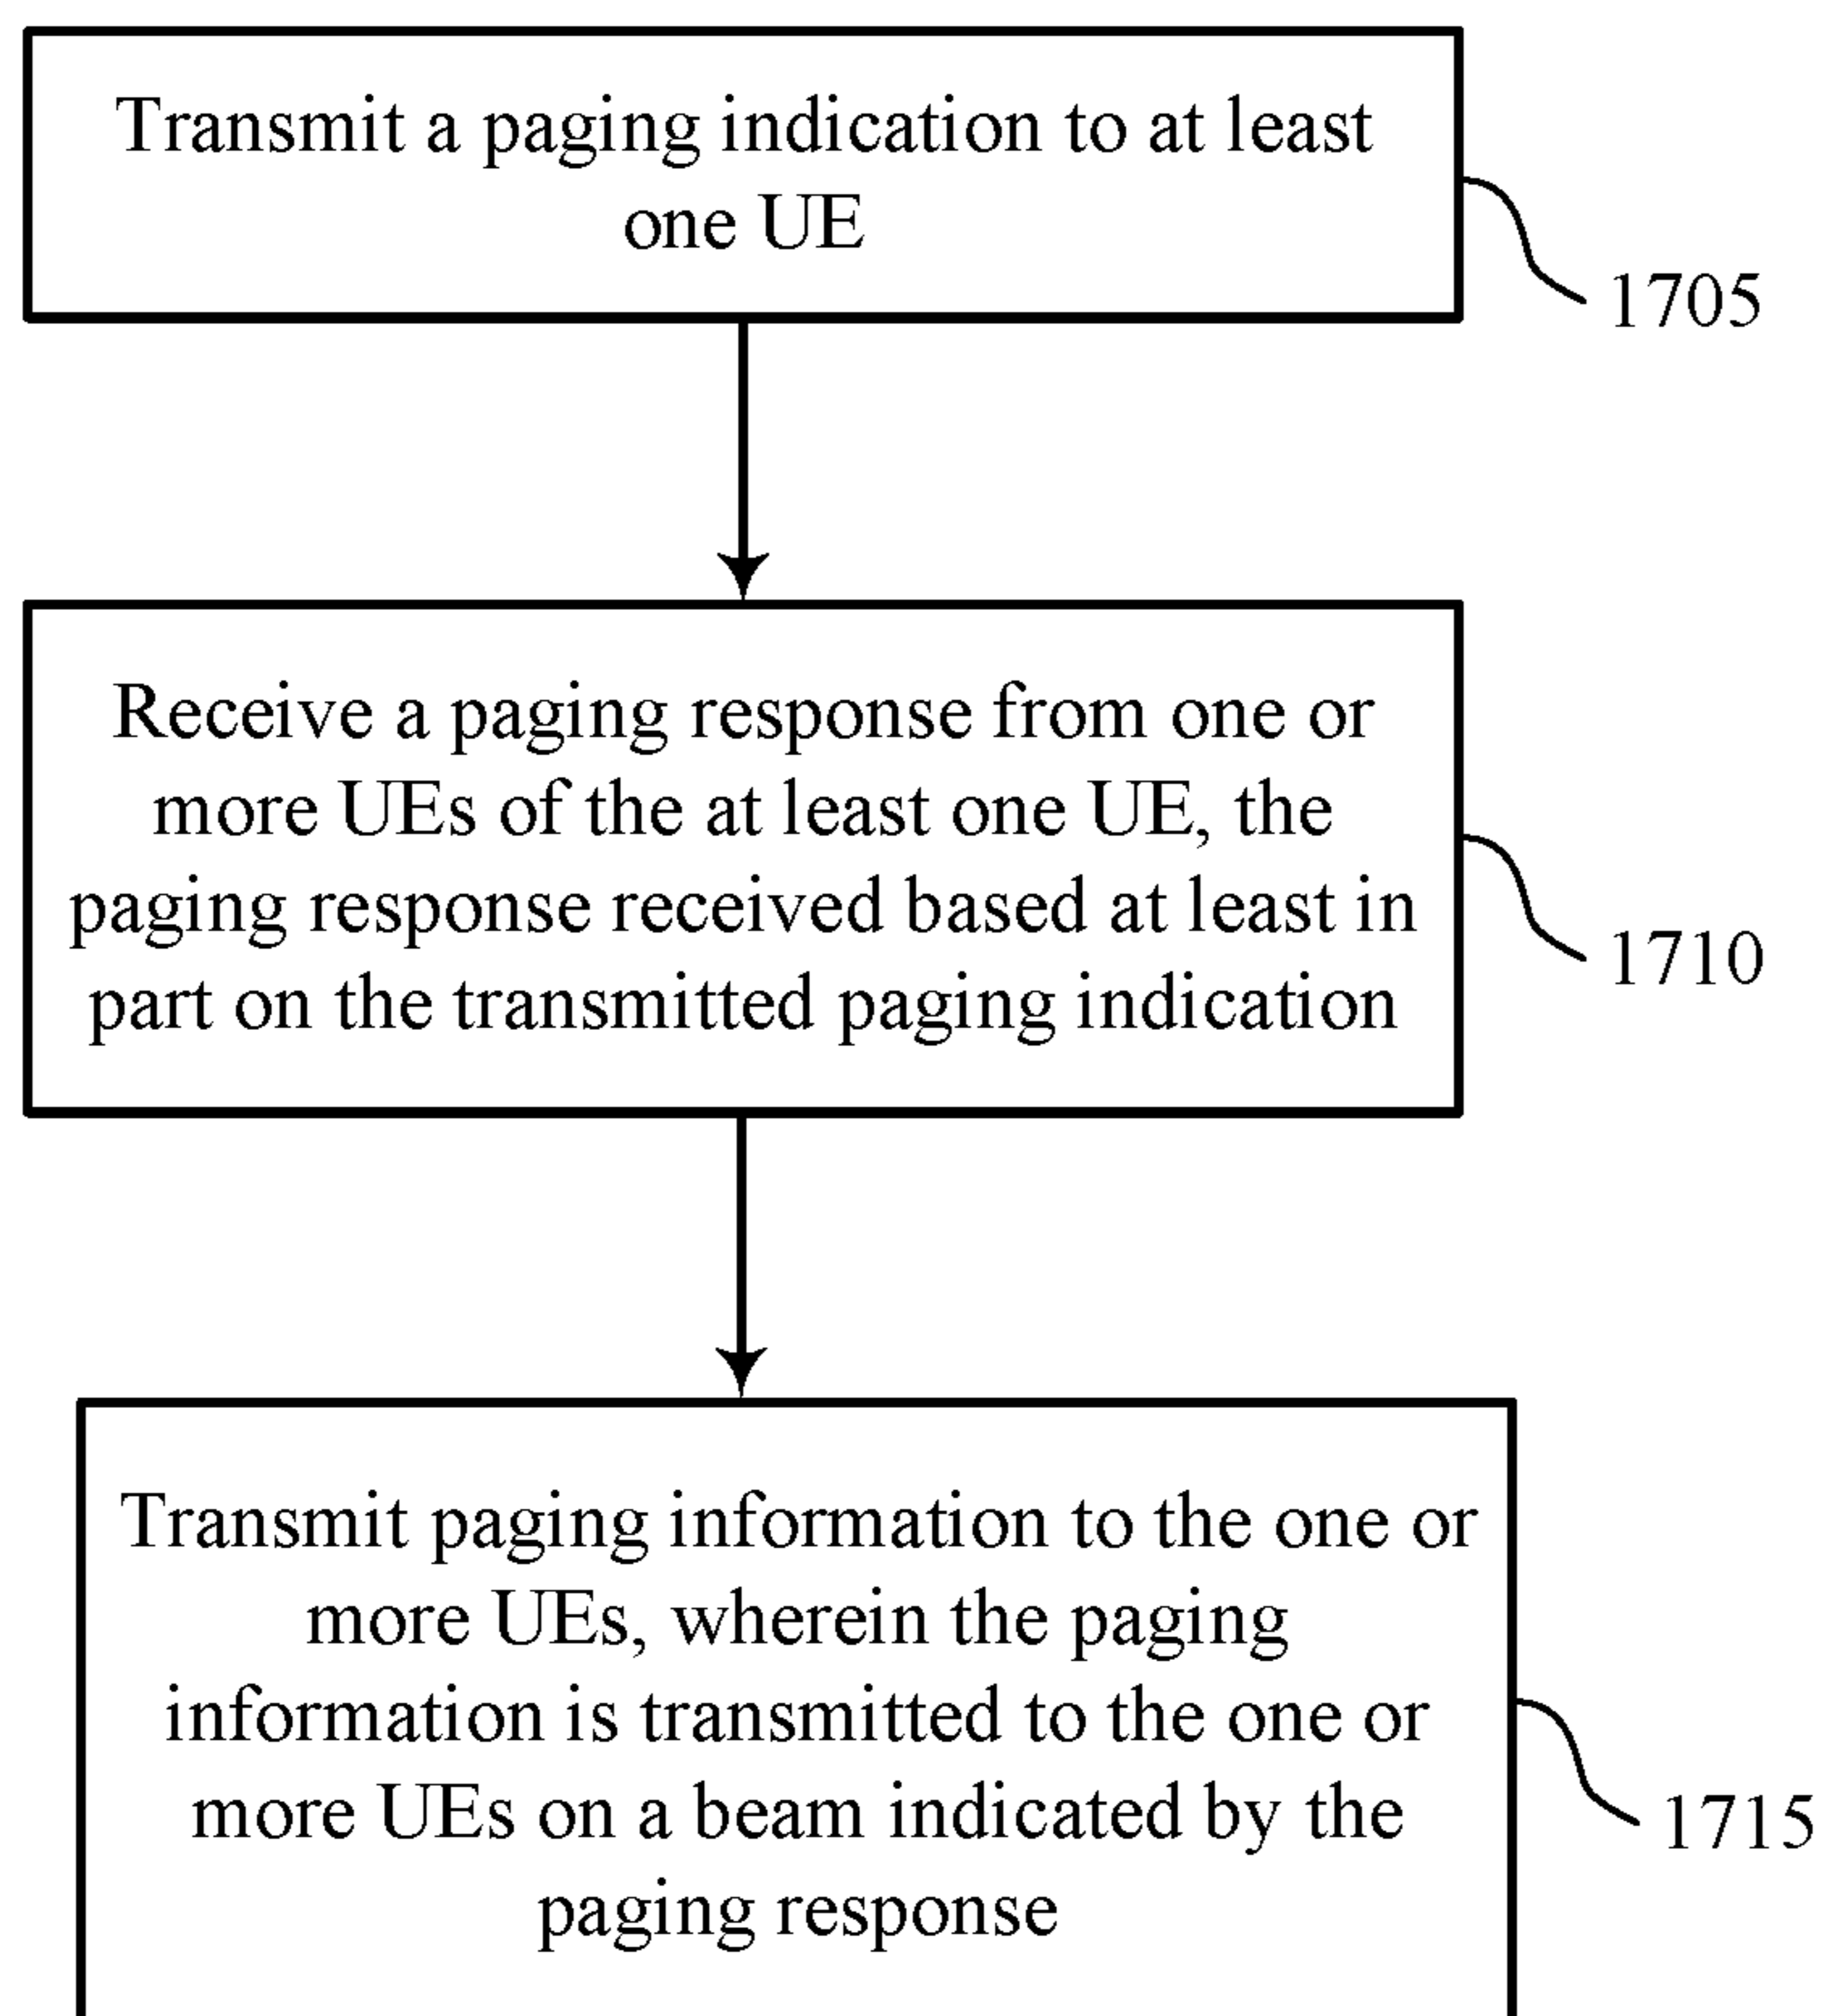 Transmit a paging indication to at least
one UE
1705
Receive a paging response from one or
more UEs of the at least one UE, the
paging response received based at least in
part on the transmitted paging indication
1710
Transmit paging information to the one or
more UEs, wherein the paging
information is transmitted to the one or
more UEs on a beam indicated by the
paging response
1715